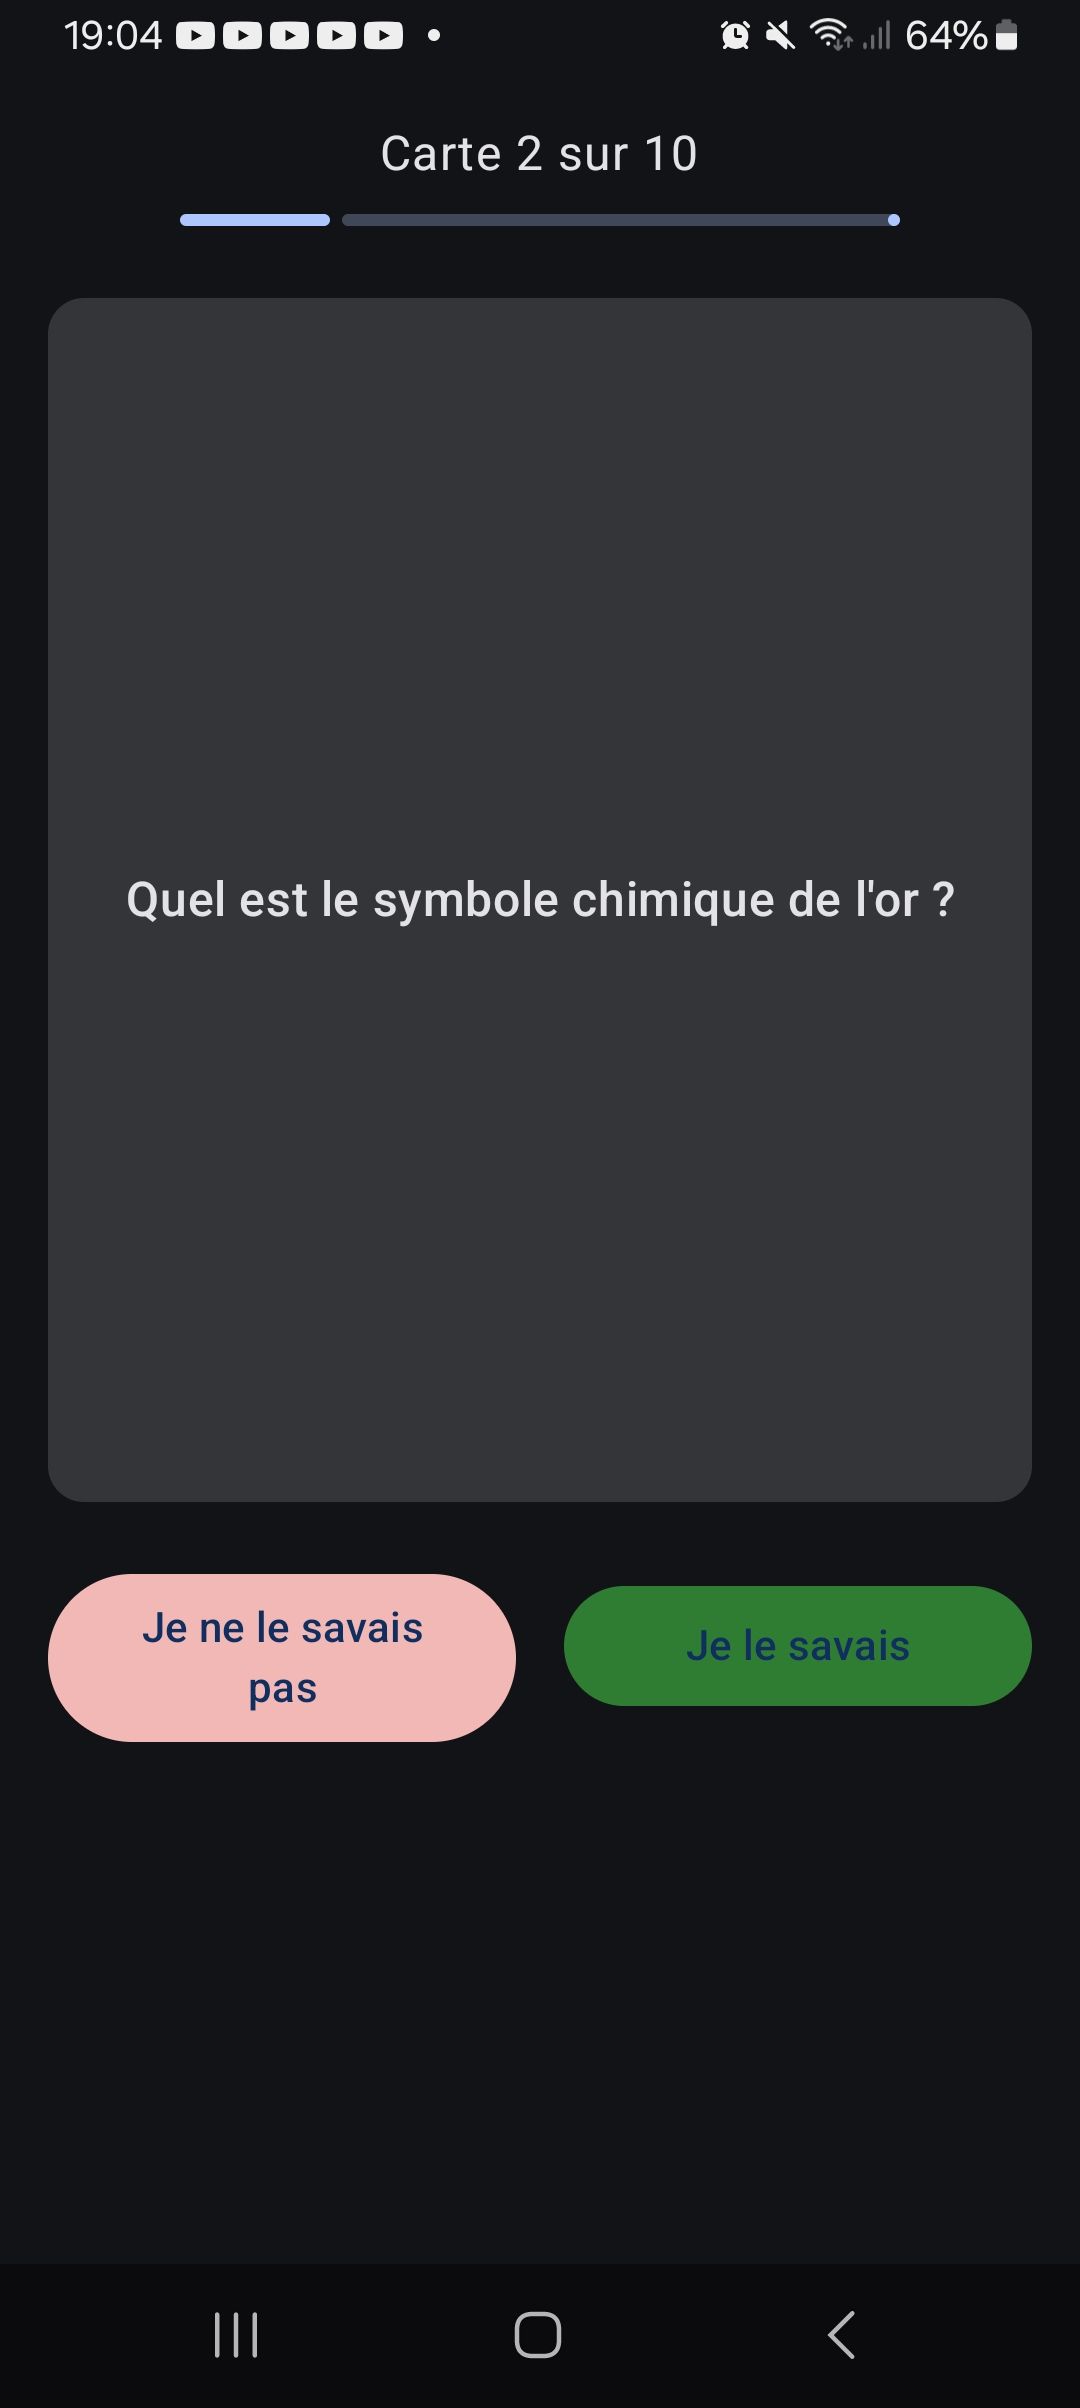 19:04
64%
Carte 2 sur 10
Quel est le symbole chimique de l'or ?
Je ne le savais
pas
Je le savais